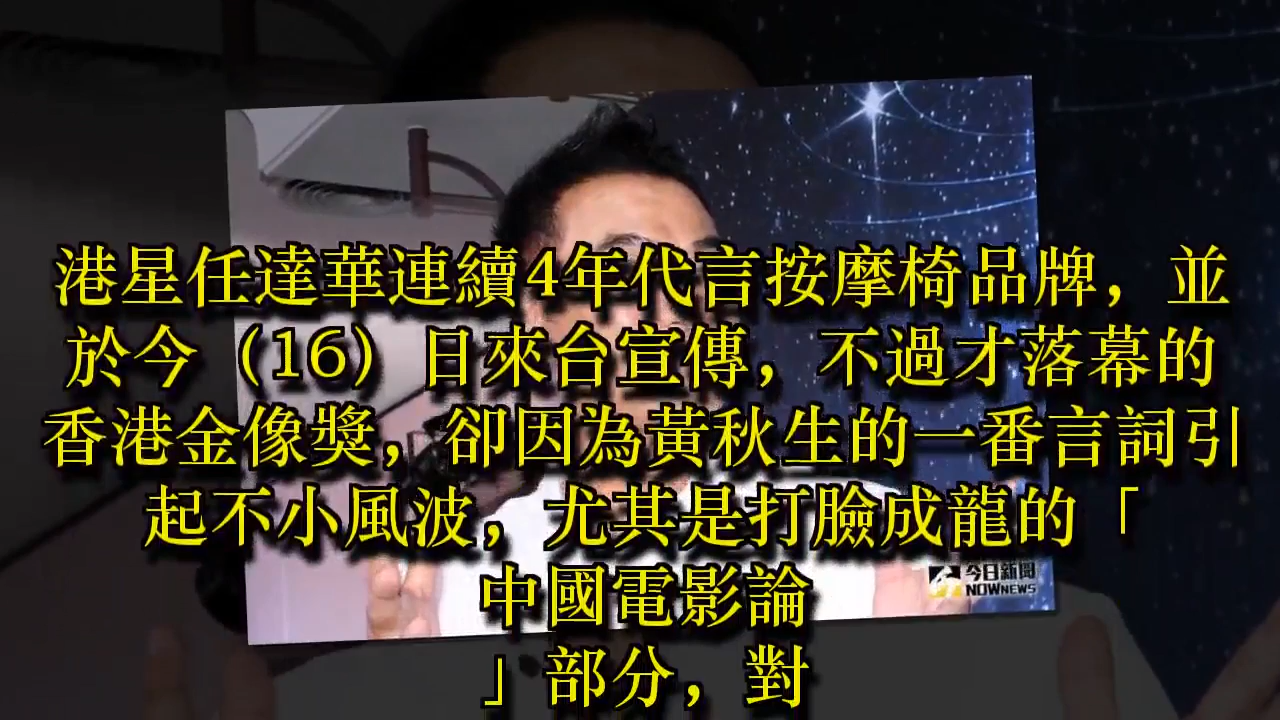 港星任達華連續4年代言按摩椅品牌，並
於今（16）日來台宣傳，不過才落幕的
香港金像獎，卻因為黃秋生的一番言詞引
起不小風波，尤其是打臉成龍的「
中國電影論
」部分，對
今日新聞
NOWNEWS